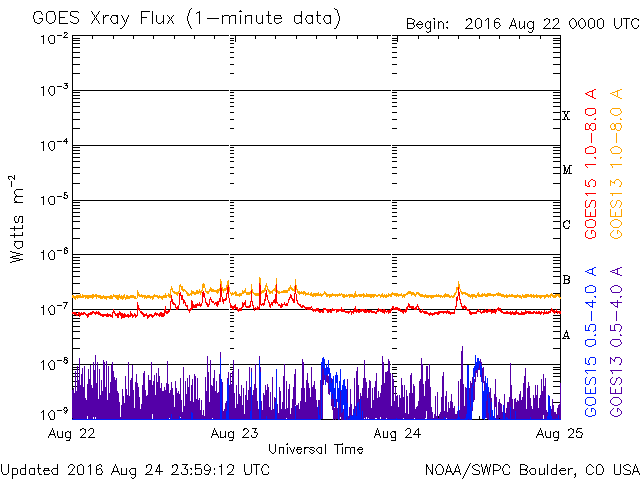 GOES Xray Flux (1-minute data)
Begin: 2016 Aug 22 0000 UTC
10-2
10-3
10-4
10-5
10-6
10-7
10-8
10-9
Watts m-2
X
M
C
B
A
GOES15 1.0-8.0 A
GOES13 1.0-8.0 A
GOES15 0.5-4.0 A
GOES13 0.5-4.0 A
Aug 22
Aug 23
Aug 24
Aug 25
Universal Time
Updated 2016 Aug 24 23:59:12 UTC
NOAA/SWPC Boulder, CO USA